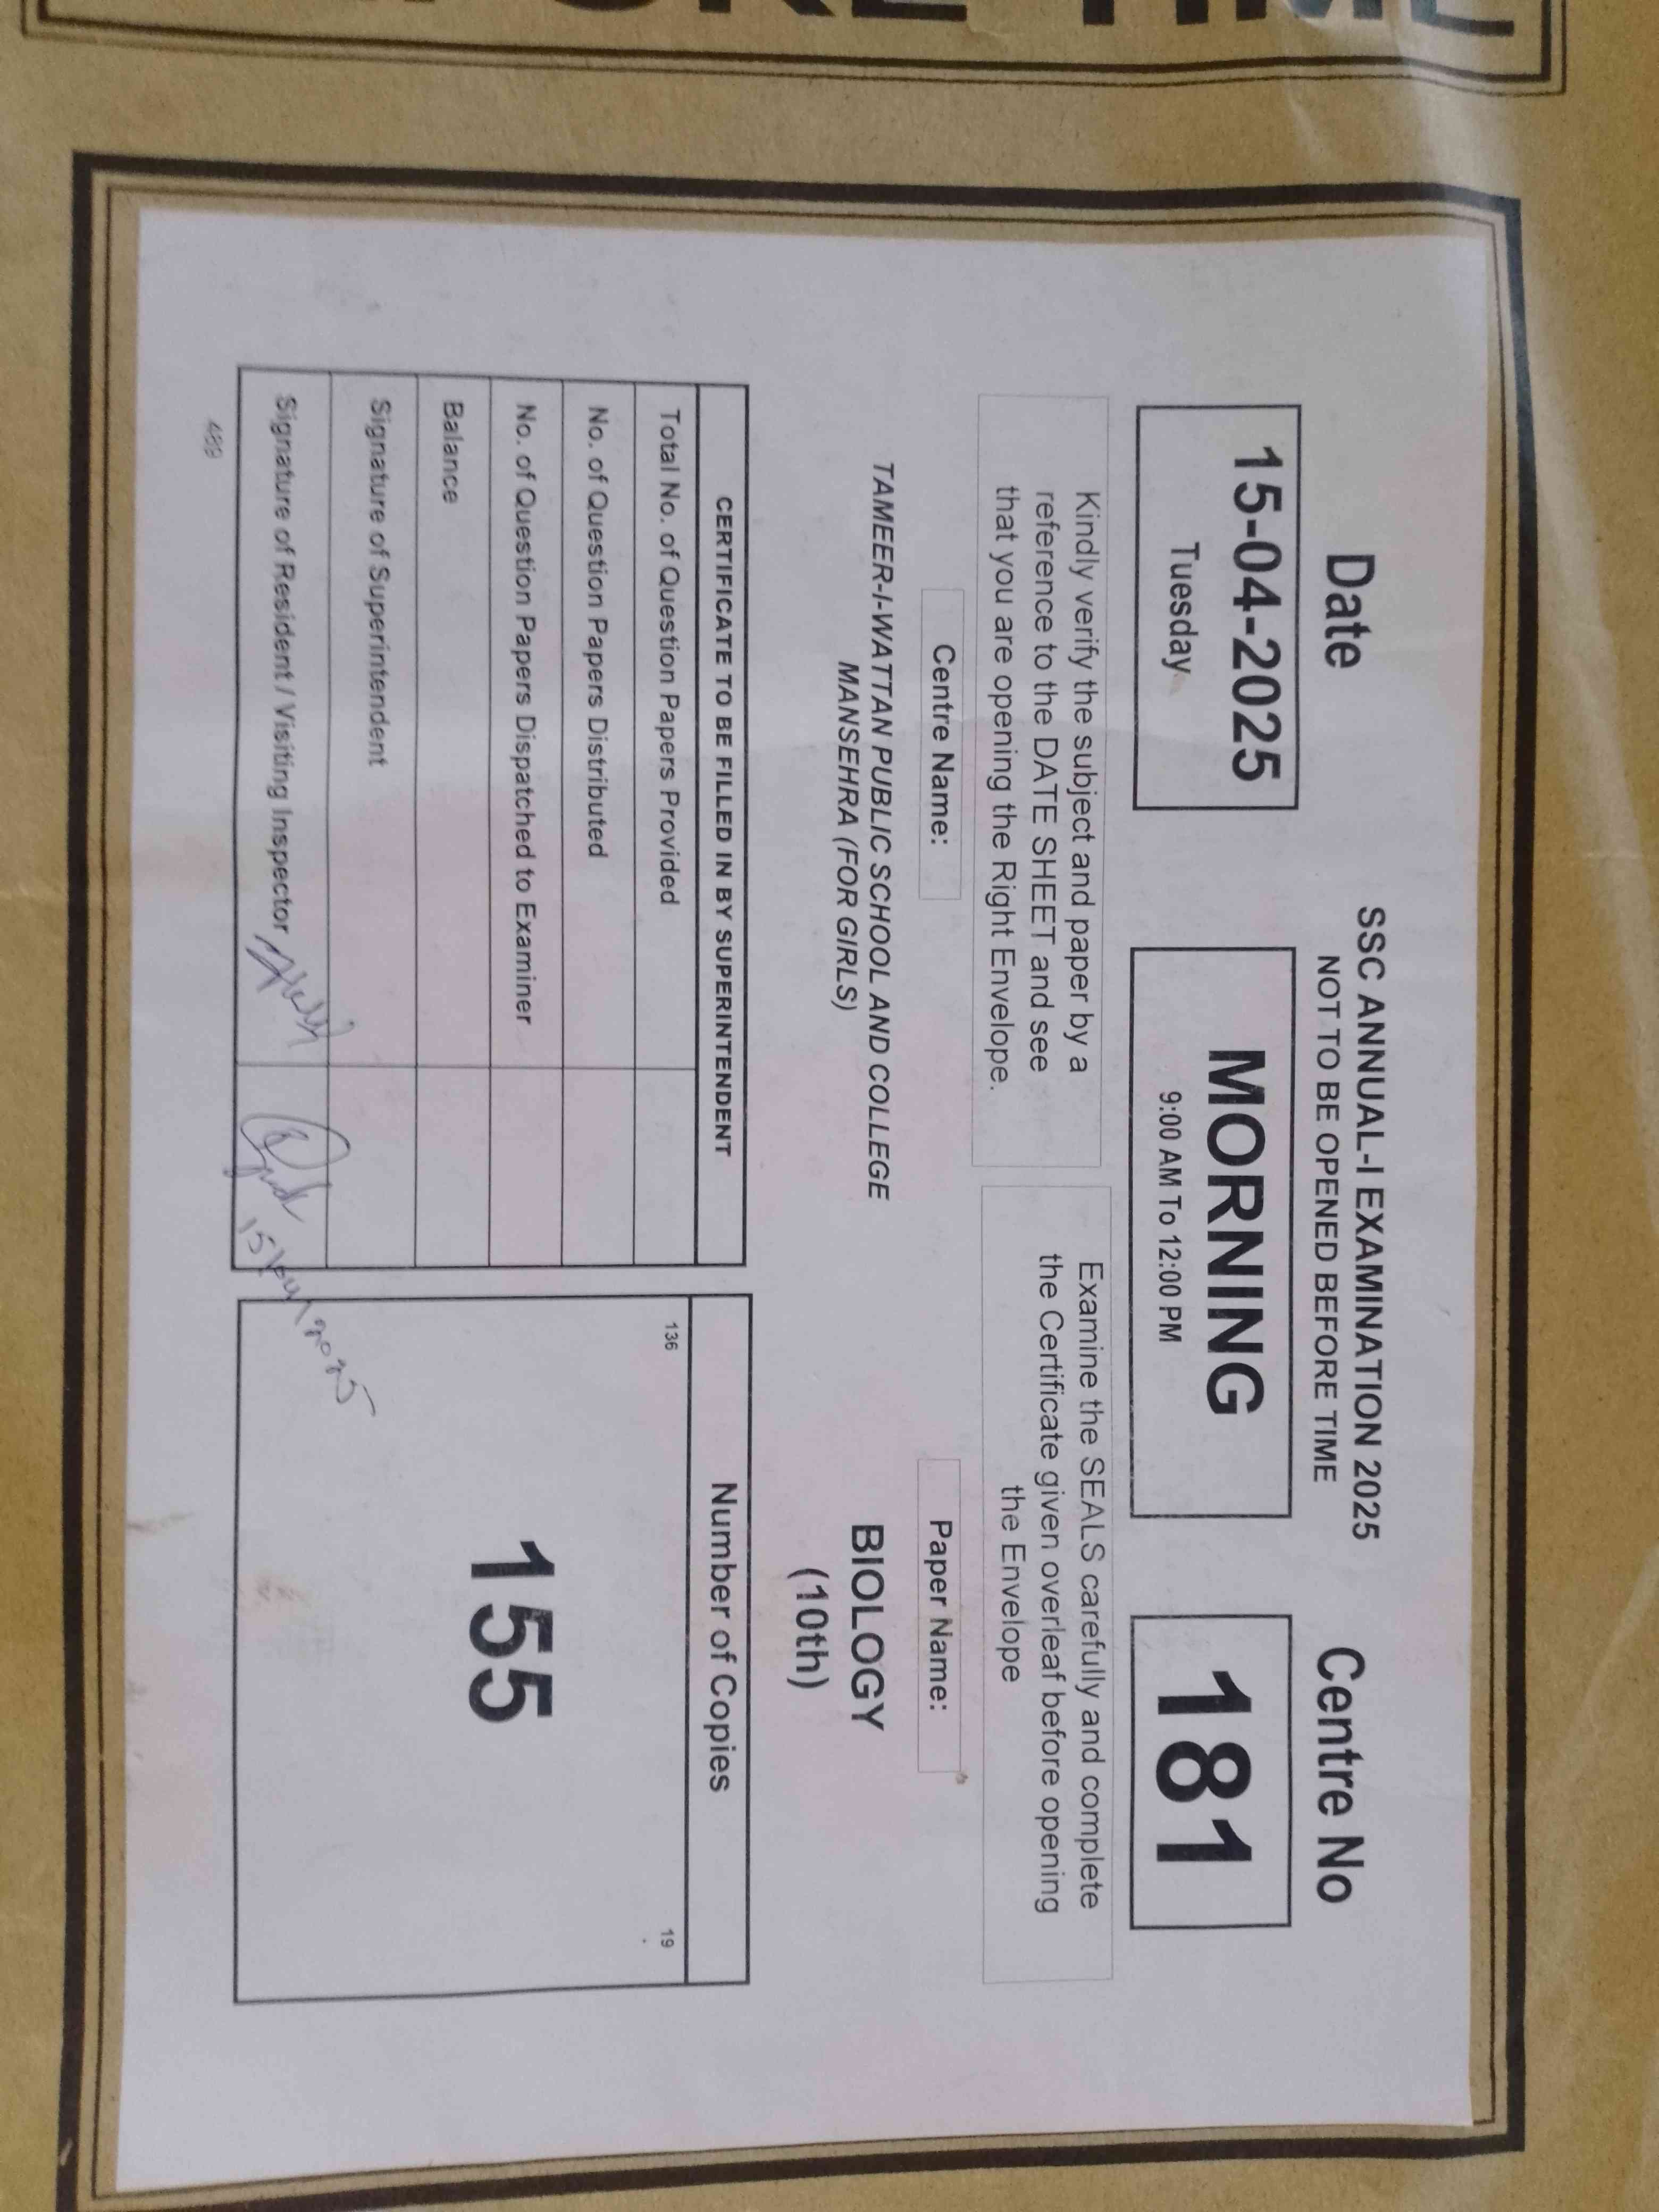 SSC ANNUAL-I EXAMINATION 2025
NOT TO BE OPENED BEFORE TIME
Date
Centre No
15-04-2025
Tuesday
MORNING
9:00 AM To 12:00 PM
181
Kindly verify the subject and paper by a
reference to the DATE SHEET and see
that you are opening the Right Envelope.
Examine the SEALS carefully and complete
the Certificate given overleaf before opening
the Envelope
Centre Name:
Paper Name:
TAMEER-I-WATTAN PUBLIC SCHOOL AND COLLEGE
MANSEHRA (FOR GIRLS)
BIOLOGY
(10th)
CERTIFICATE TO BE FILLED IN BY SUPERINTENDENT
Total No. of Question Papers Provided
No. of Question Papers Distributed
No. of Question Papers Dispatched to Examiner
Balance
Signature of Superintendent
Signature of Resident / Visiting Inspector
15/04/2025
Number of Copies
136
19
155
489